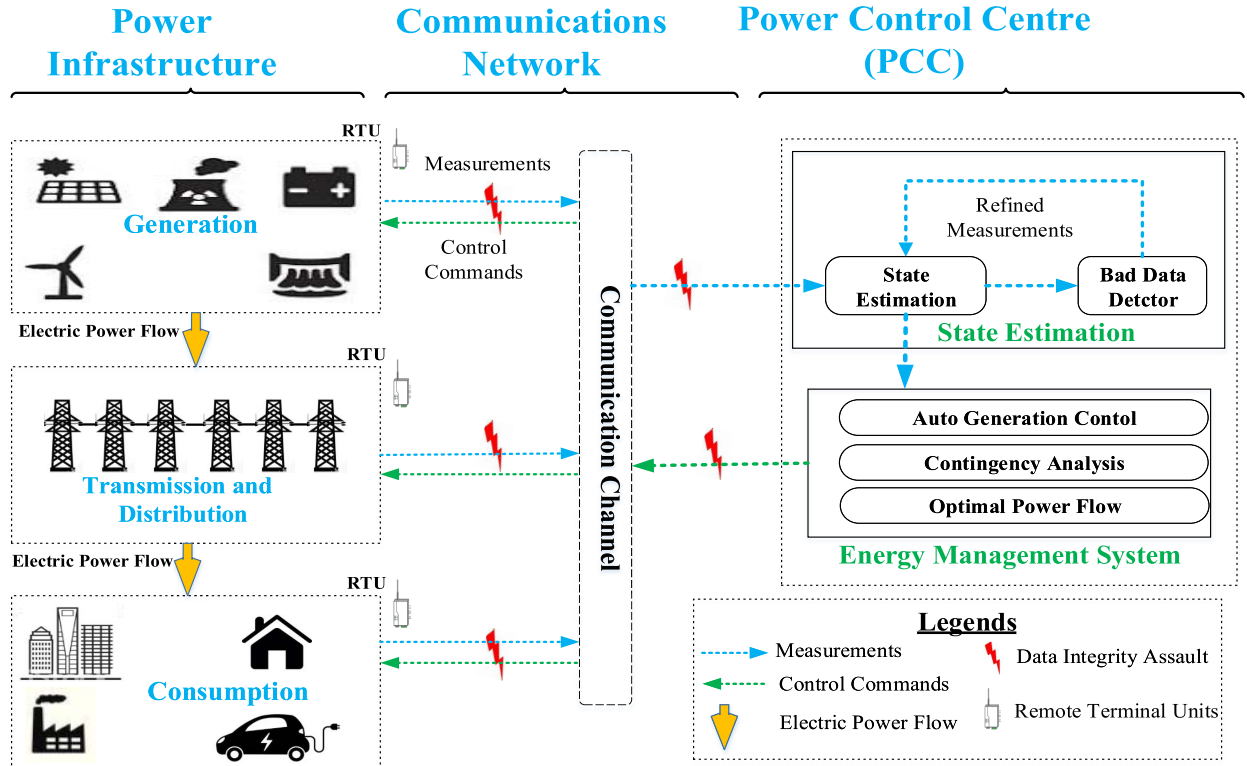 Power
Infrastructure
Communications
Network
Power Control Centre
(PCC)
RTU
Generation
Measurements
Control
Commands
Electric Power Flow
RTU
Transmission and
Distribution
Electric Power Flow
RTU
Consumption
Communication Channel
Refined
Measurements
State
Estimation
Bad Data
Detctor
State Estimation
Auto Generation Contol
Contingency Analysis
Optimal Power Flow
Energy Management System
Legends
Measurements
Control Commands
Electric Power Flow
Data Integrity Assault
Remote Terminal Units